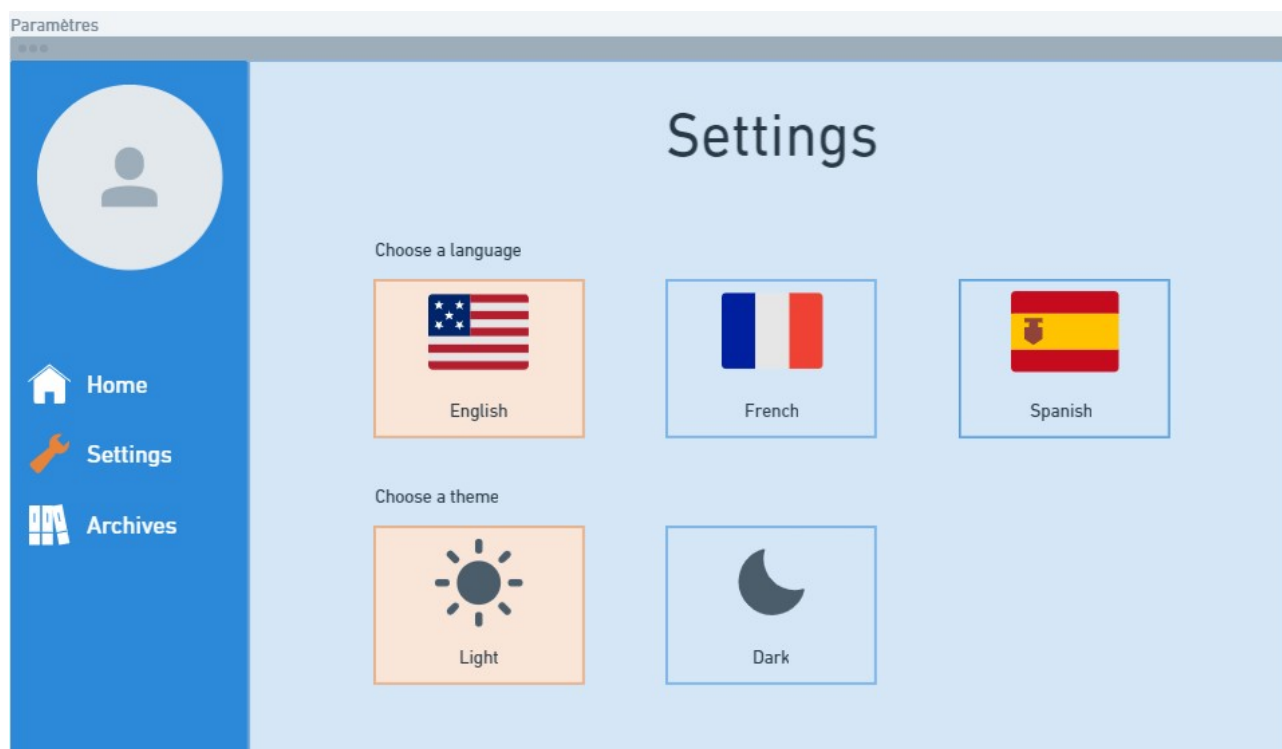 Paramètres
Settings
Home
Settings
Archives
Choose a language
English
French
Spanish
Choose a theme
Light
Dark